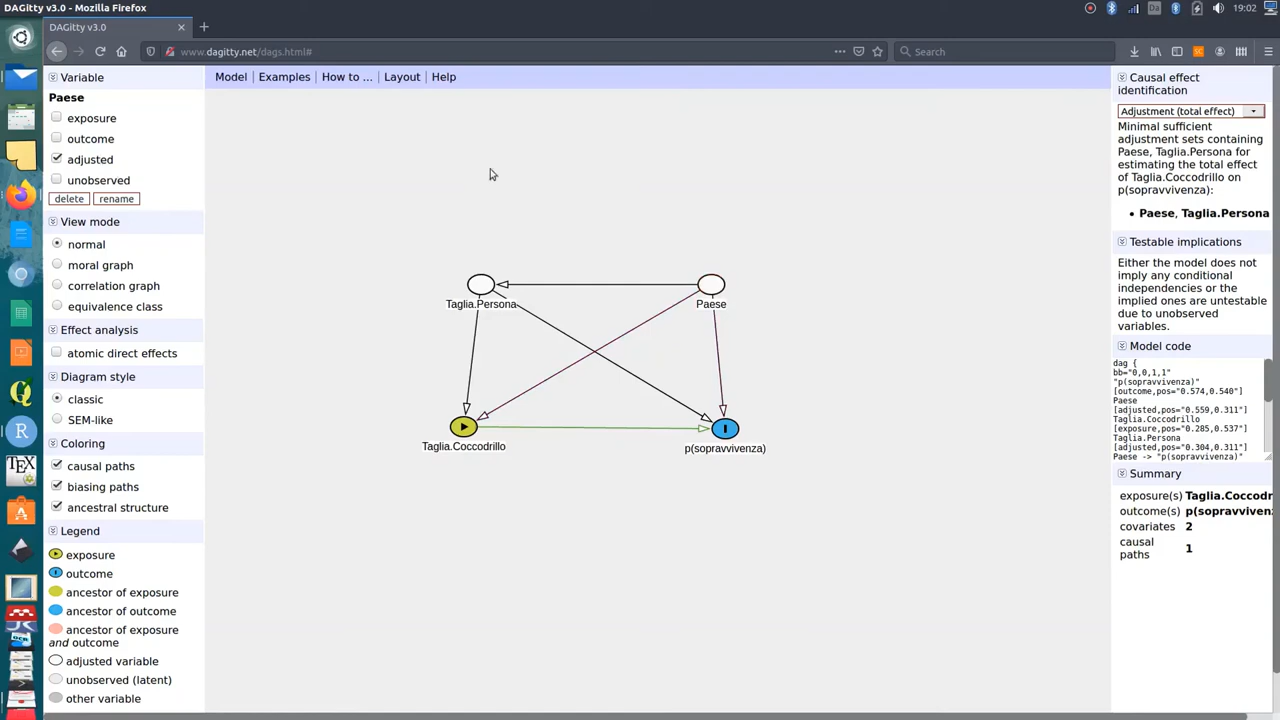 DAGitty v3.0 - Mozilla Firefox
19:02
DAGitty v3.0
www.dagitty.net/dags.html#
Search
Variable
Paese
exposure
outcome
adjusted
unobserved
delete
rename
View mode
normal
moral graph
correlation graph
equivalence class
Effect analysis
atomic direct effects
Diagram style
classic
SEM-like
Coloring
causal paths
biasing paths
ancestral structure
Legend
exposure
outcome
ancestor of exposure
ancestor of outcome
ancestor of exposure
and outcome
adjusted variable
unobserved (latent)
other variable
Model | Examples | How to ... | Layout | Help
Taglia.Persona
Paese
Taglia.Coccodrillo
p(sopravvivenza)
Causal effect
identification
Adjustment (total effect)
Minimal sufficient
adjustment sets containing
Paese, Taglia.Persona for
estimating the total effect
of Taglia.Coccodrillo on
p(sopravvivenza):
• Paese, Taglia.Persona
Testable implications
Either the model does not
imply any conditional
independencies or the
implied ones are untestable
due to unobserved
variables.
Model code
dag {
bb="0,0,1,1"
"p(sopravvivenza)"
[outcome,pos="0.574,0.540"]
Paese
[adjusted,pos="0.559,0.311"]
Taglia.Coccodrillo
[exposure,pos="0.285,0.537"]
Taglia.Persona
[adjusted,pos="0.304,0.311"]
Paese -> "p(sopravvivenza)"
Summary
exposure(s) Taglia.Coccodr
outcome(s) p(sopravvivenz
covariates 2
causal
paths 1